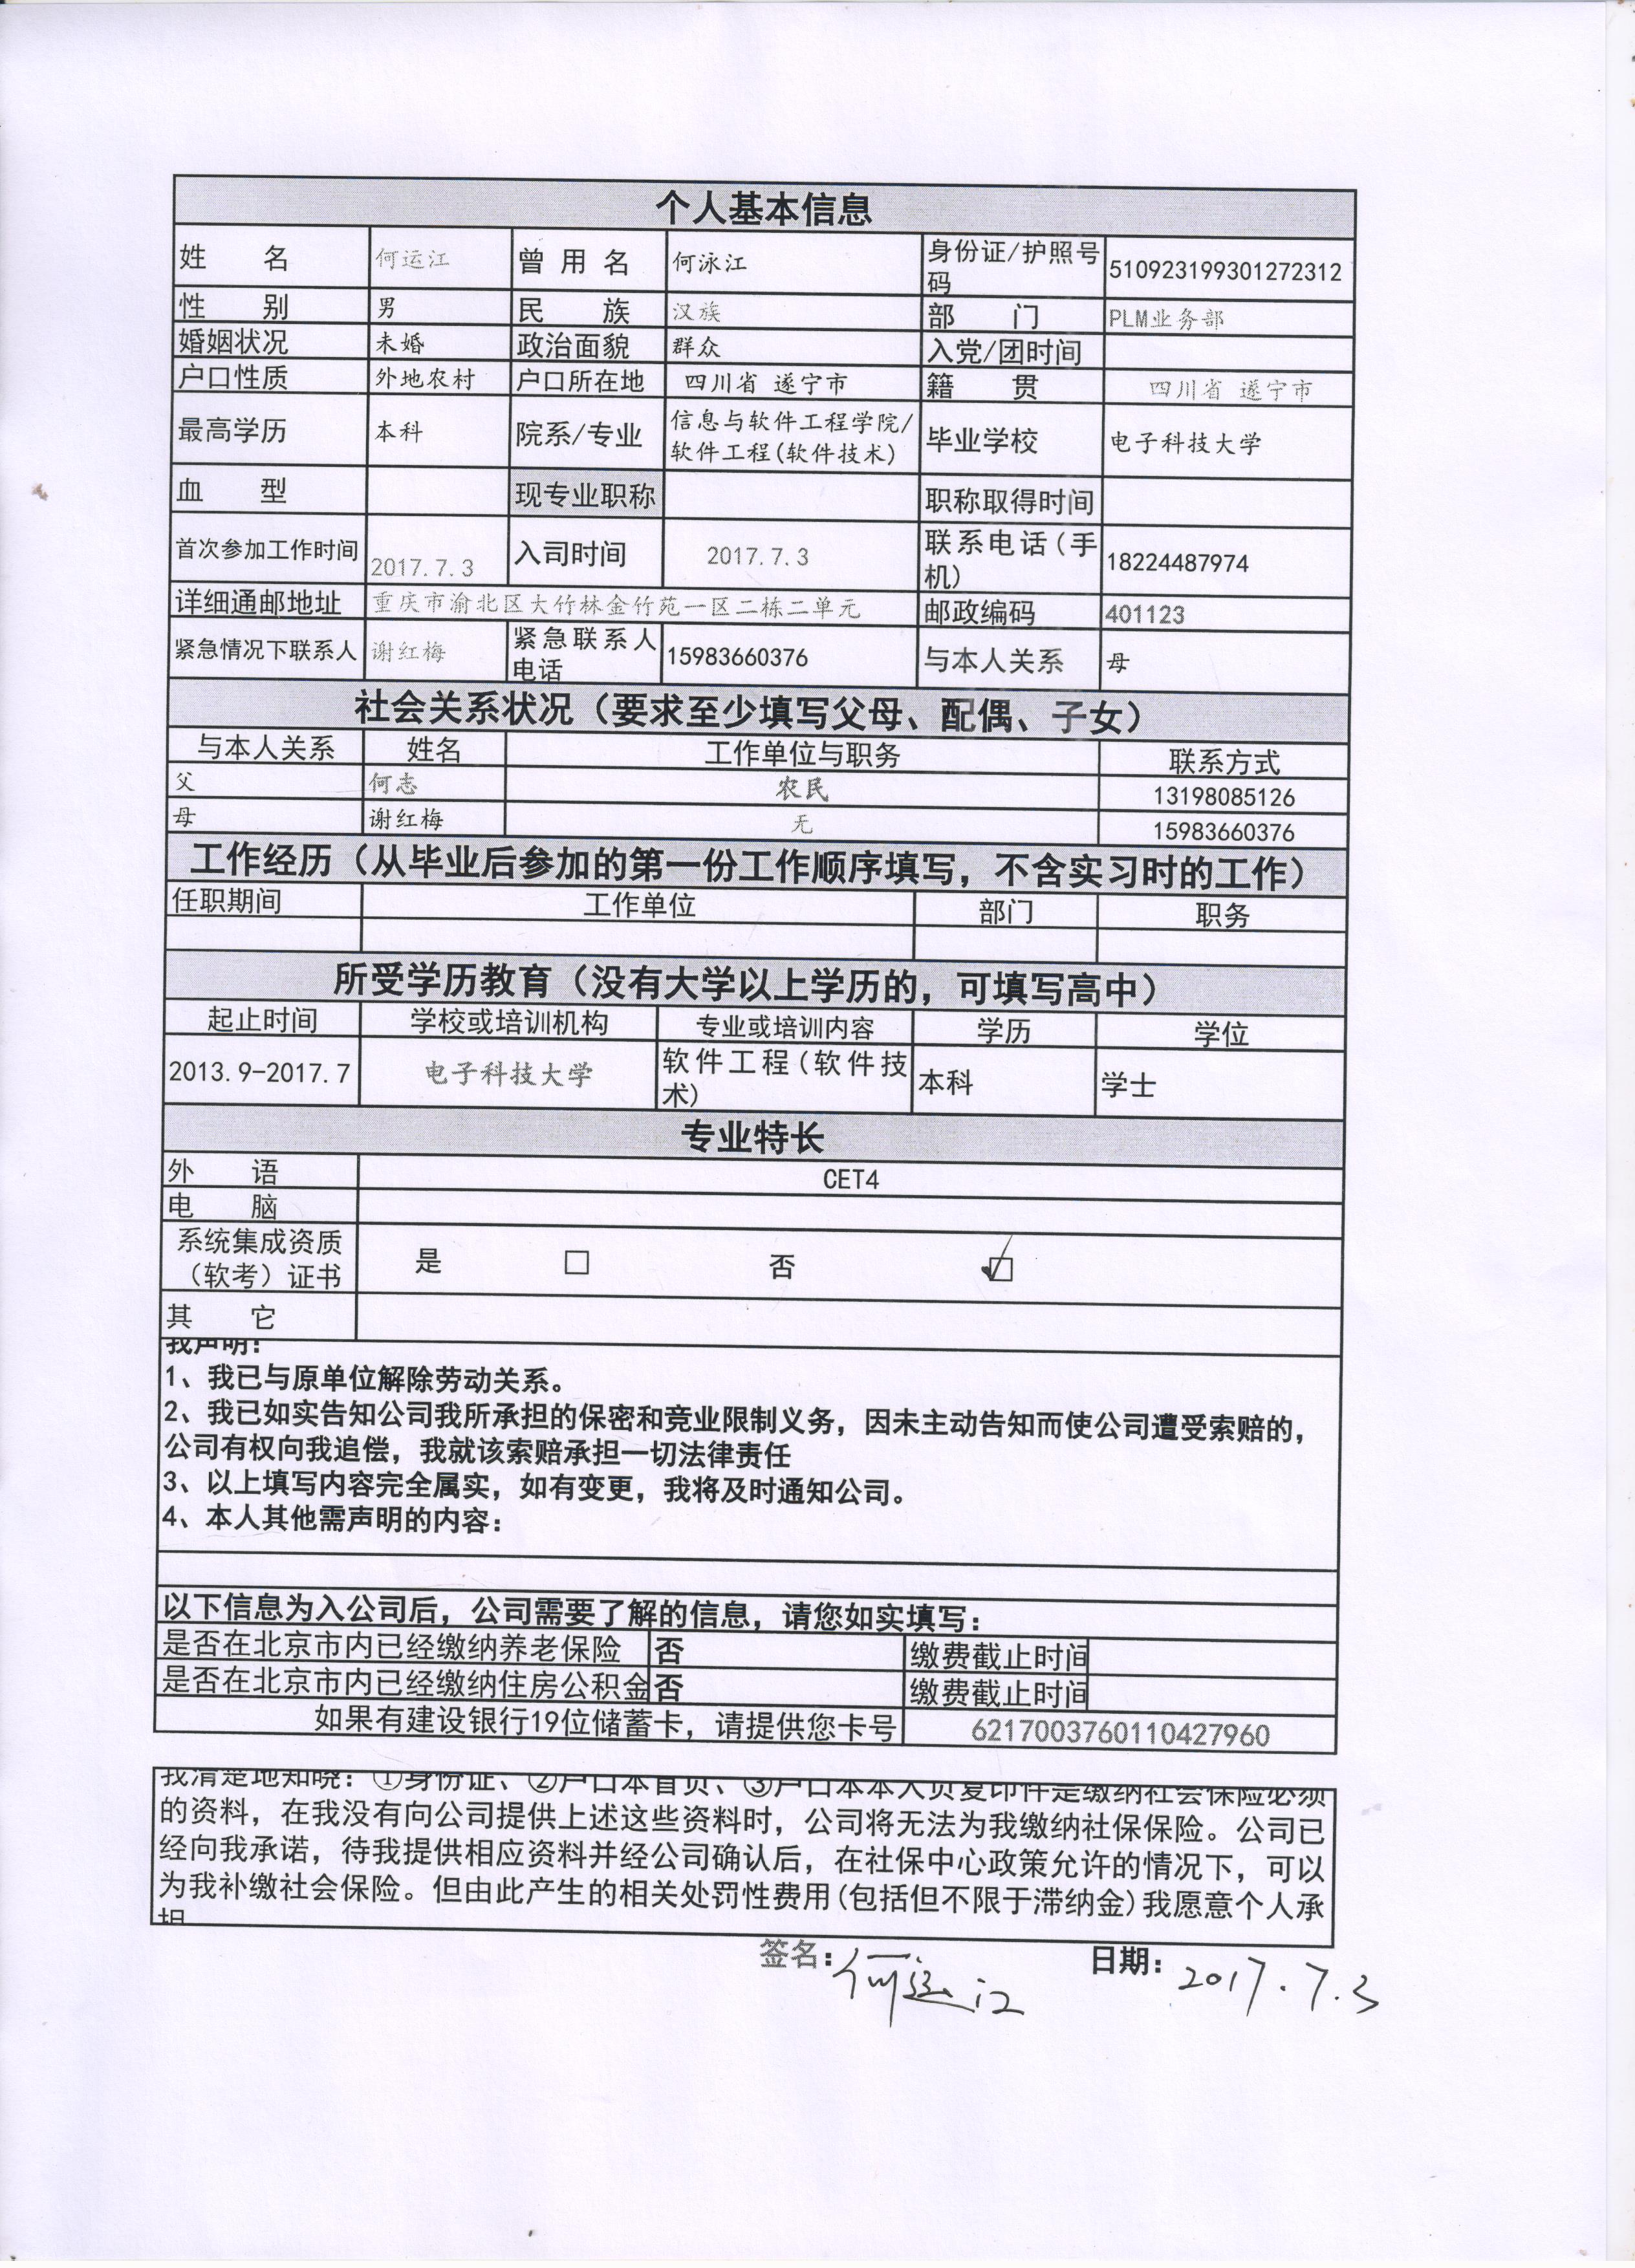 个人基本信息
姓 名 何运江 曾 用 名 何泳江 身份证/护照号码 510923199301272312
性 别 男 民 族 汉族 部 门 PLM业务部
婚姻状况 未婚 政治面貌 群众 入党/团时间
户口性质 外地农村 户口所在地 四川省 遂宁市 籍 贯 四川省 遂宁市
最高学历 本科 院系/专业 信息与软件工程学院/软件工程(软件技术) 毕业学校 电子科技大学
血 型 现专业职称 职称取得时间
首次参加工作时间 2017.7.3 入司时间 2017.7.3 联系电话(手机) 18224487974
详细通邮地址 重庆市渝北区大竹林金竹苑一区二栋二单元 邮政编码 401123
紧急情况下联系人 谢红梅 紧急联系人电话 15983660376 与本人关系 母
社会关系状况（要求至少填写父母、配偶、子女）
与本人关系 姓名 工作单位与职务 联系方式
父 何志 农民 13198085126
母 谢红梅 无 15983660376
工作经历（从毕业后参加的第一份工作顺序填写，不含实习时的工作）
任职期间 工作单位 部门 职务
所受学历教育（没有大学以上学历的，可填写高中）
起止时间 学校或培训机构 专业或培训内容 学历 学位
2013.9-2017.7 电子科技大学 软件工程(软件技术) 本科 学士
专业特长
外 语 CET4
电 脑
系统集成资质（软考）证书 是 □ 否 ☑
其 它
我声明：
1、我已与原单位解除劳动关系。
2、我已如实告知公司我所承担的保密和竞业限制义务，因未主动告知而使公司遭受索赔的，
公司有权向我追偿，我就该索赔承担一切法律责任
3、以上填写内容完全属实，如有变更，我将及时通知公司。
4、本人其他需声明的内容：
以下信息为入公司后，公司需要了解的信息，请您如实填写：
是否在北京市内已经缴纳养老保险 否 缴费截止时间
是否在北京市内已经缴纳住房公积金 否 缴费截止时间
如果有建设银行19位储蓄卡，请提供您卡号 6217003760110427960
我清楚地知晓：①身份证、②户口本首页、③户口本本人页复印件是缴纳社会保险必须
的资料，在我没有向公司提供上述这些资料时，公司将无法为我缴纳社保保险。公司已
经向我承诺，待我提供相应资料并经公司确认后，在社保中心政策允许的情况下，可以
为我补缴社会保险。但由此产生的相关处罚性费用(包括但不限于滞纳金)我愿意个人承
担
签名：何运江 日期：2017.7.3